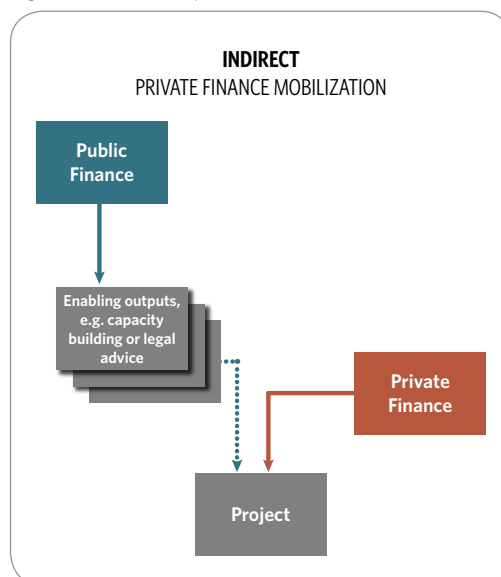 INDIRECT
PRIVATE FINANCE MOBILIZATION
Public
Finance
Enabling outputs,
e.g. capacity
building or legal
advice
Private
Finance
Project